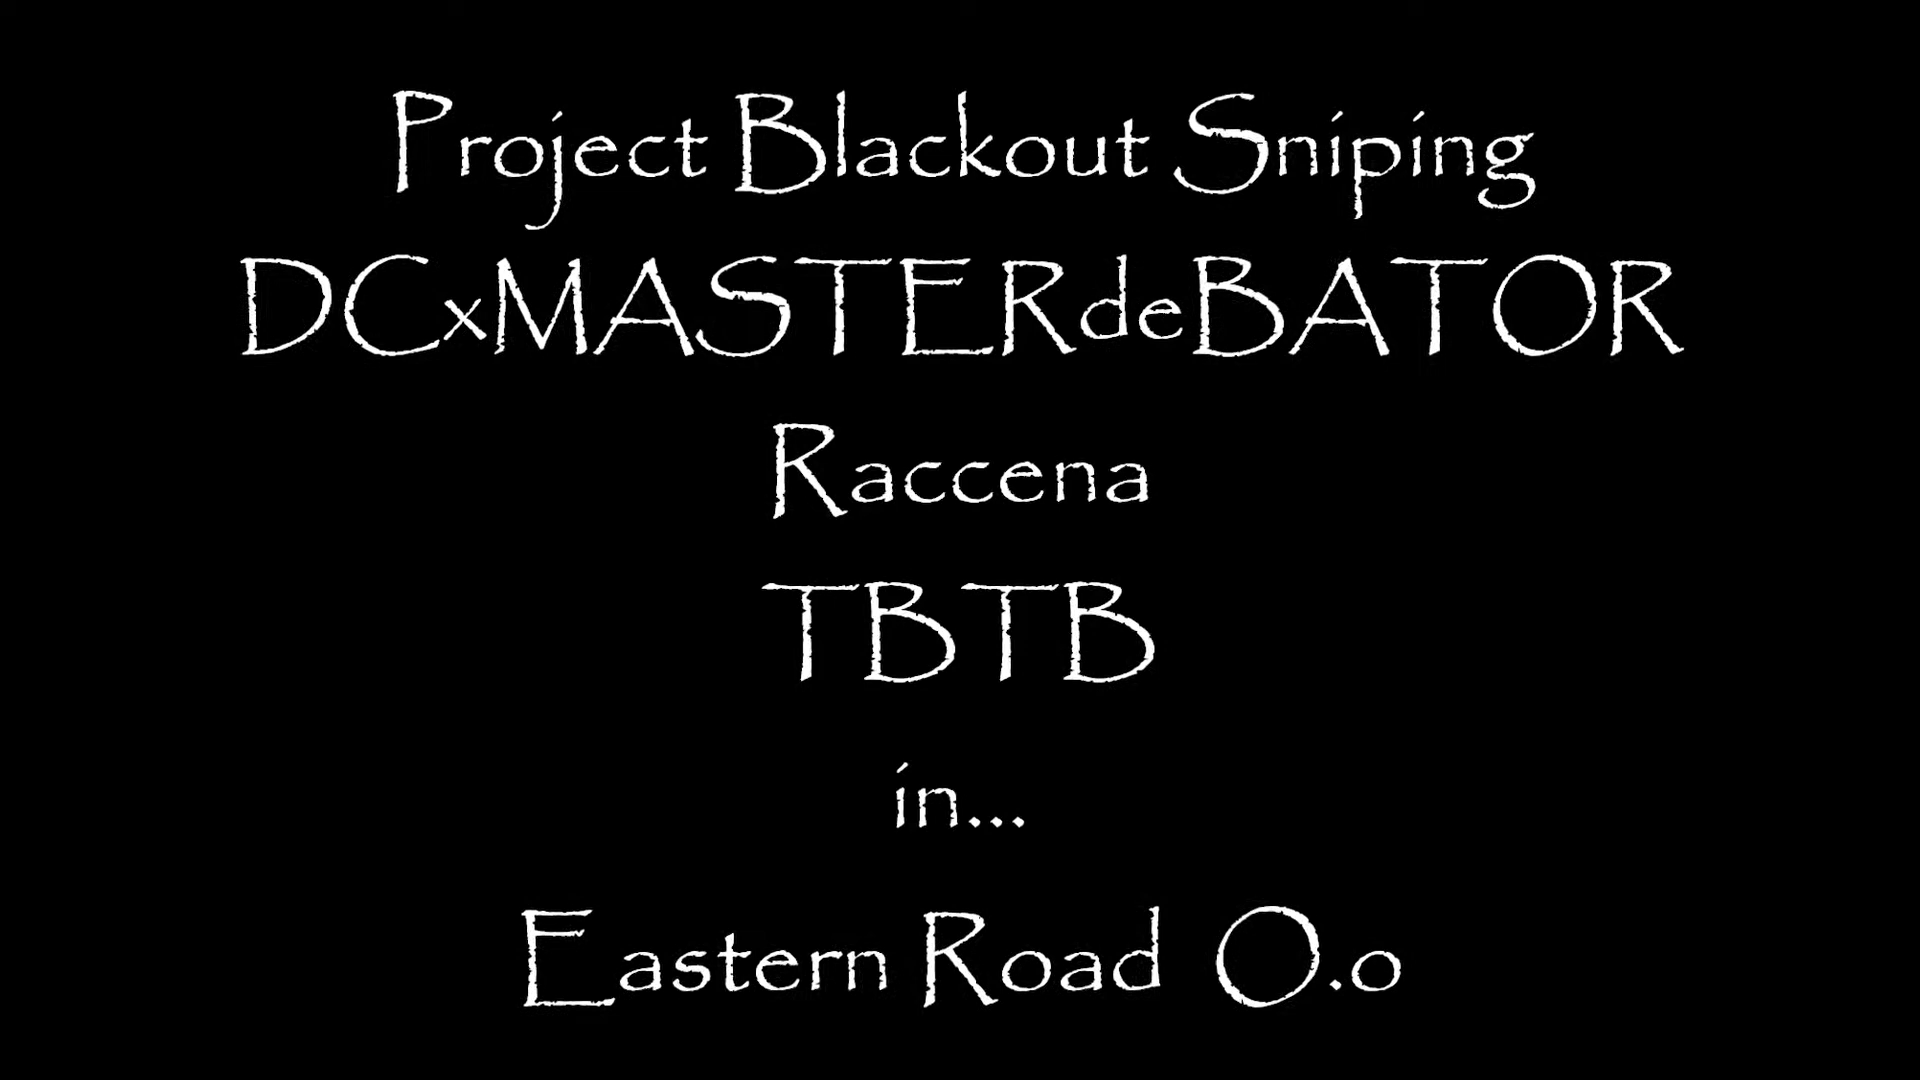 Project Blackout Sniping
DCxMASTERdeBATOR
Raccena
TBTB
in...
Eastern Road O.o